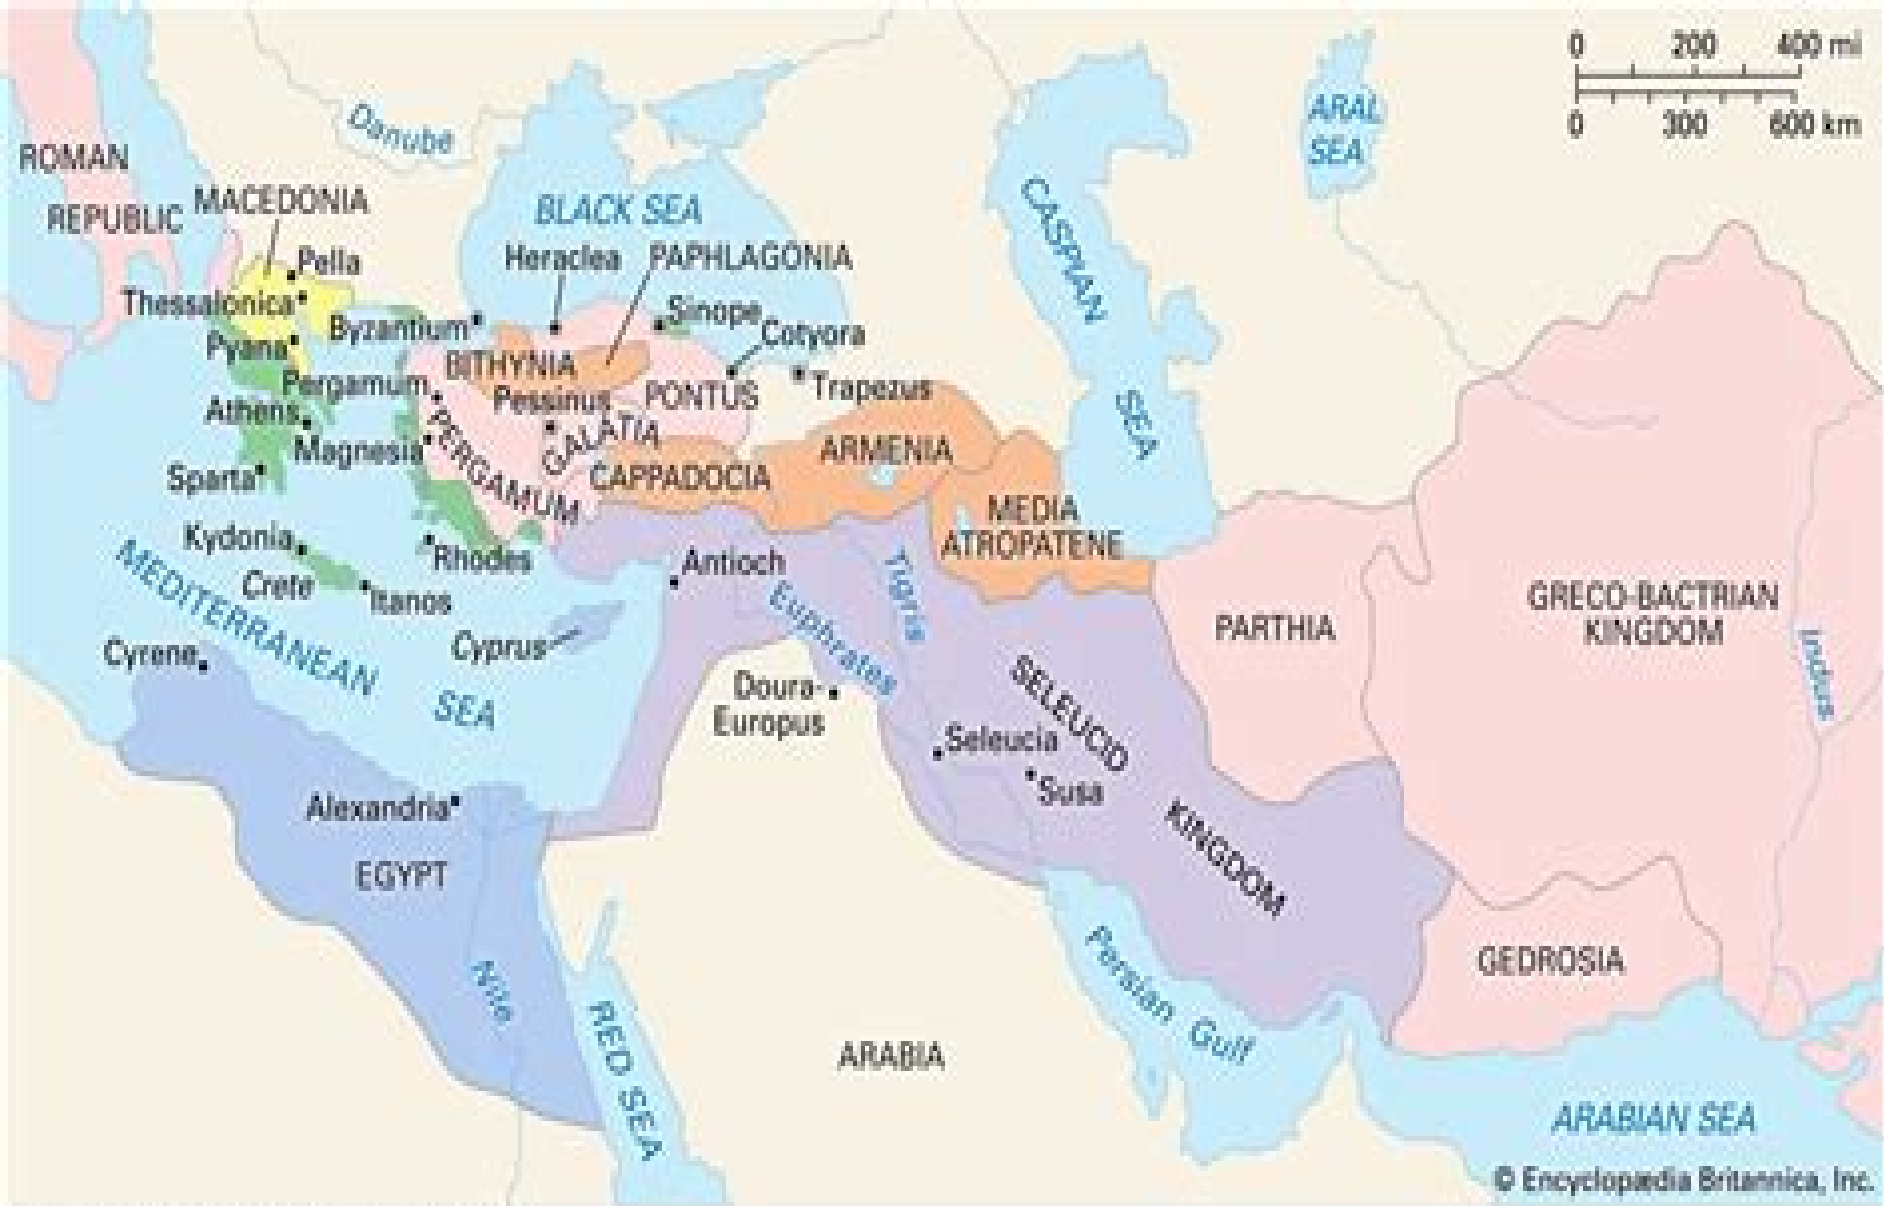 0 200 400 mi
0 300 600 km
ARAL
SEA
Danube
ROMAN
REPUBLIC
MACEDONIA
BLACK SEA
CASPIAN
SEA
Pella
Heraclea
PAPHLAGONIA
Thessalonica
Byzantium
Sinope
Cotyora
Pyana
BITHYNIA
Pergamum
Pessinus
PONTUS
Trapezus
Athens
Magnesia
PERGAMUM
GALATIA
ARMENIA
Sparta
CAPPADOCIA
MEDIA
ATROPATENE
Kydonia
Rhodes
Antioch
Tigris
Crete
Itanos
Euphrates
MEDITERRANEAN
SEA
Cyprus
Cyrene
PARTHIA
GRECO-BACTRIAN
KINGDOM
Indus
Doura-
Europus
SELEUCID
KINGDOM
Seleucia
Susa
Alexandria
EGYPT
Nile
RED SEA
ARABIA
Persian Gulf
GEDROSIA
ARABIAN SEA
© Encyclopædia Britannica, Inc.